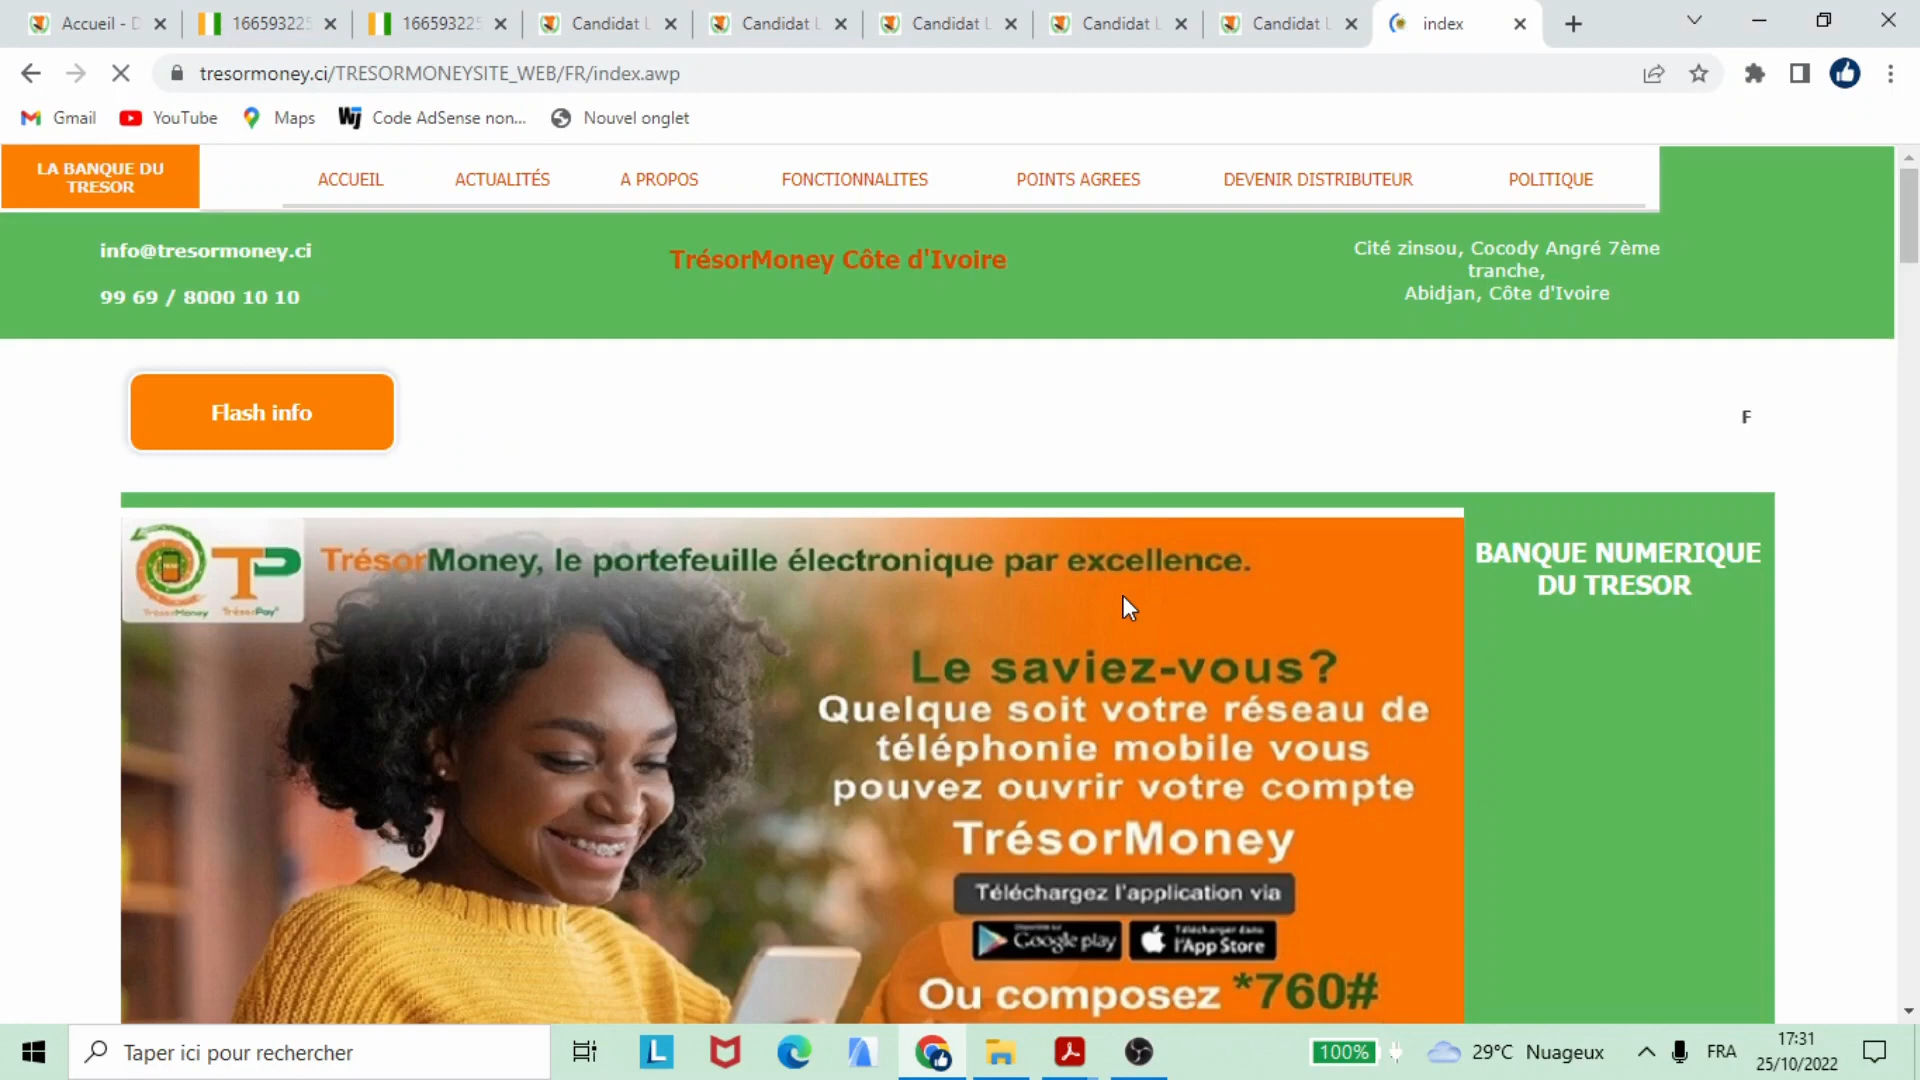 Accueil - D
166593225
166593225
Candidat L
Candidat L
Candidat L
Candidat L
Candidat L
index
tresormoney.ci/TRESORMONEYSITE_WEB/FR/index.awp
Gmail
YouTube
Maps
Code AdSense non...
Nouvel onglet
LA BANQUE DU
TRESOR
ACCUEIL
ACTUALITÉS
A PROPOS
FONCTIONNALITES
POINTS AGREES
DEVENIR DISTRIBUTEUR
POLITIQUE
info@tresormoney.ci
99 69 / 8000 10 10
TrésorMoney Côte d'Ivoire
Cité zinsou, Cocody Angré 7ème
tranche,
Abidjan, Côte d'Ivoire
Flash info
F
TP
TrésorMoney
TrésorPay
TrésorMoney, le portefeuille électronique par excellence.
Le saviez-vous?
Quelque soit votre réseau de
téléphonie mobile vous
pouvez ouvrir votre compte
TrésorMoney
Téléchargez l'application via
Google play
Télécharger dans
l'App Store
Ou composez *760#
BANQUE NUMERIQUE
DU TRESOR
Taper ici pour rechercher
100%
29°C Nuageux
FRA
17:31
25/10/2022